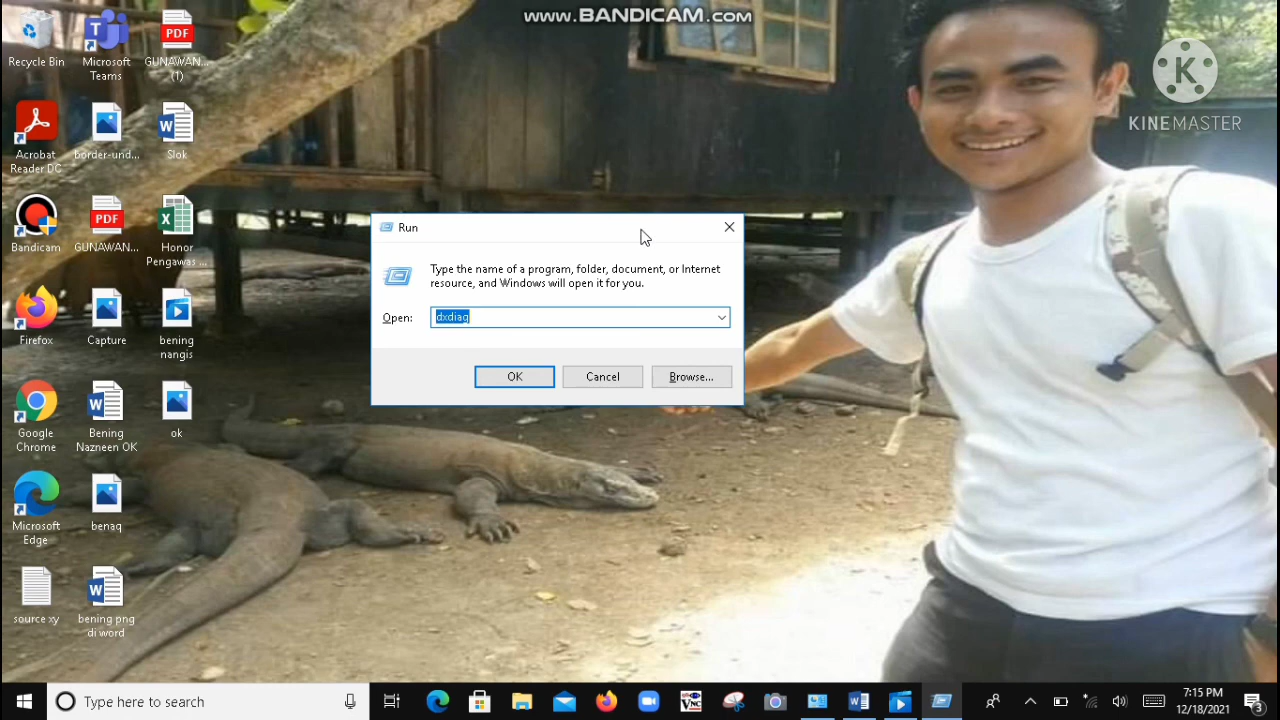 www.BANDICAM.com
K
KINEMASTER
Recycle Bin
Microsoft
Teams
PDF
GUNAWAN...
(1)
Acrobat
Reader DC
border-und...
Slok
Bandicam
PDF
GUNAWAN...
Honor
Pengawas ...
Firefox
Capture
bening
nangis
Google
Chrome
Bening
Nazneen OK
ok
Microsoft
Edge
benaq
source xy
bening png
di word
Run
Type the name of a program, folder, document, or Internet
resource, and Windows will open it for you.
Open:
dxdiag
OK
Cancel
Browse...
Type here to search
VNC
7:15 PM
12/18/2021
3